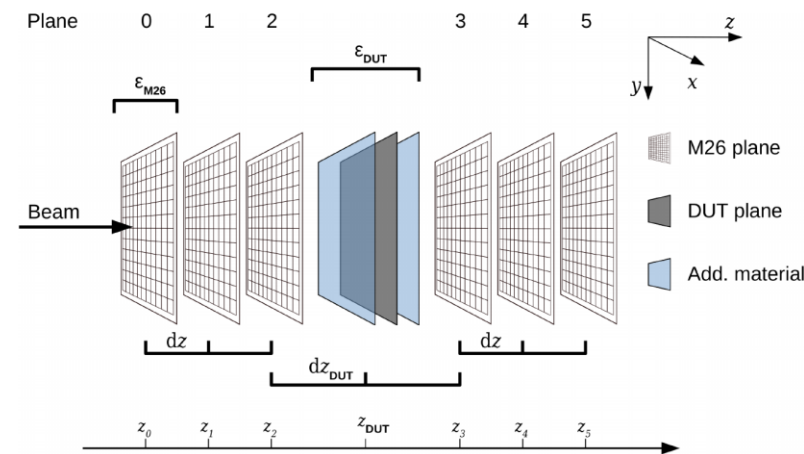 Plane 0 1 2 3 4 5 z
ε_DUT
ε_M26
y x
M26 plane
Beam
DUT plane
Add. material
dz dz
dz_DUT
z_0 z_1 z_2 z_DUT z_3 z_4 z_5